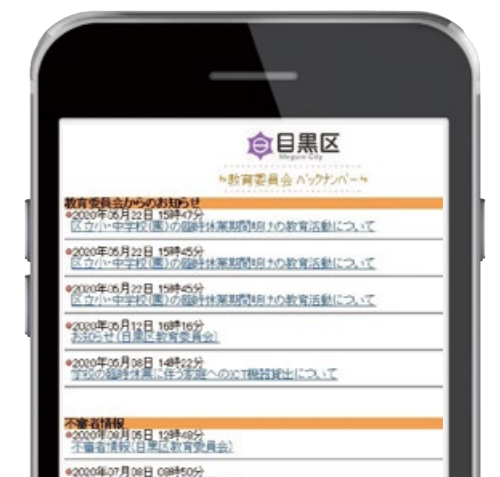 目黒区
Meguro City
教育委員会 バックナンバー
教育委員会からのお知らせ
2020年05月22日 15時47分
区立小・中学校(園)の臨時休業期間明けの教育活動について
2020年05月22日 15時45分
区立小・中学校(園)の臨時休業期間明けの教育活動について
2020年05月22日 15時45分
区立小・中学校(園)の臨時休業期間明けの教育活動について
2020年05月12日 16時16分
お知らせ(目黒区教育委員会)
2020年05月08日 14時22分
学校の臨時休業に伴う家庭へのICT機器貸出について
不審者情報
2020年08月05日 12時48分
不審者情報(目黒区教育委員会)
2020年07月08日 08時50分